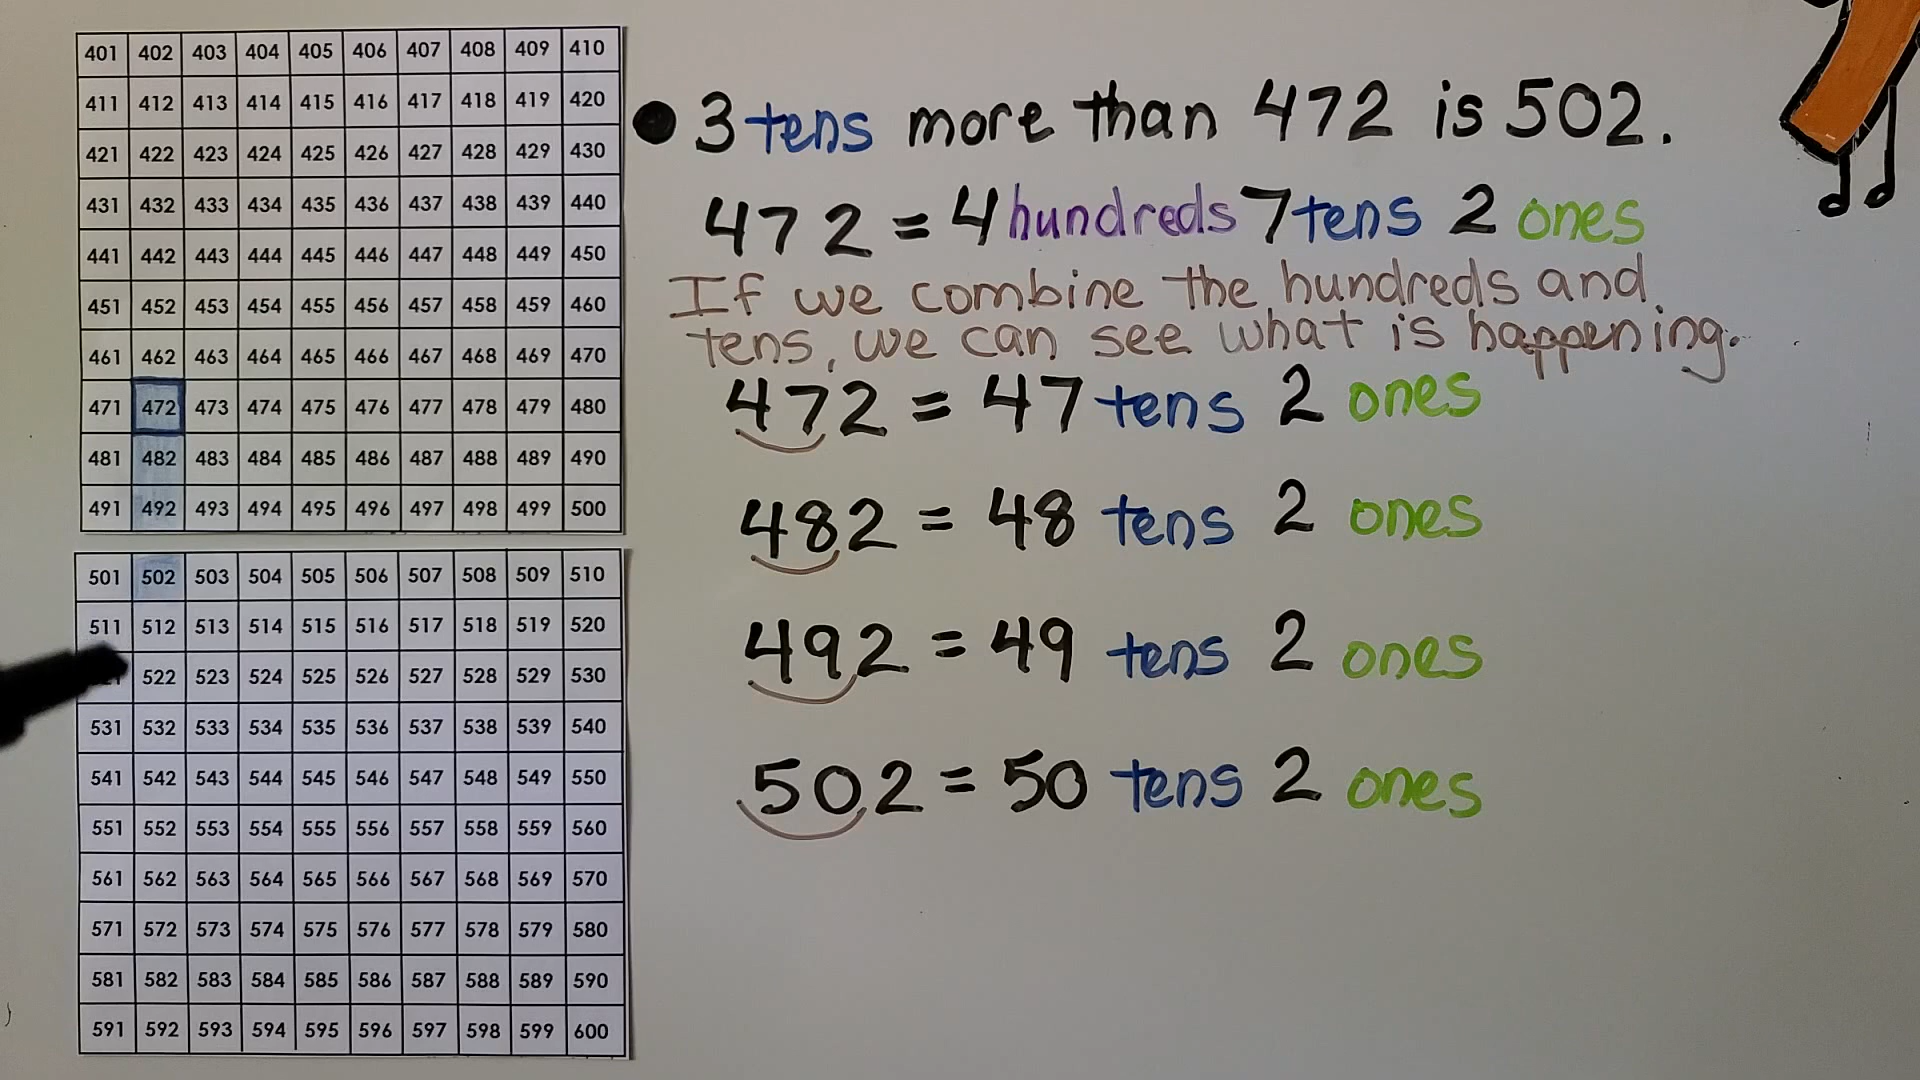 401 402 403 404 405 406 407 408 409 410
411 412 413 414 415 416 417 418 419 420
421 422 423 424 425 426 427 428 429 430
431 432 433 434 435 436 437 438 439 440
441 442 443 444 445 446 447 448 449 450
451 452 453 454 455 456 457 458 459 460
461 462 463 464 465 466 467 468 469 470
471 472 473 474 475 476 477 478 479 480
481 482 483 484 485 486 487 488 489 490
491 492 493 494 495 496 497 498 499 500
501 502 503 504 505 506 507 508 509 510
511 512 513 514 515 516 517 518 519 520
522 523 524 525 526 527 528 529 530
531 532 533 534 535 536 537 538 539 540
541 542 543 544 545 546 547 548 549 550
551 552 553 554 555 556 557 558 559 560
561 562 563 564 565 566 567 568 569 570
571 572 573 574 575 576 577 578 579 580
581 582 583 584 585 586 587 588 589 590
591 592 593 594 595 596 597 598 599 600
● 3 tens more than 472 is 502.
472 = 4 hundreds 7 tens 2 ones
If we combine the hundreds and
tens, we can see what is happening.
472 = 47 tens 2 ones
482 = 48 tens 2 ones
492 = 49 tens 2 ones
502 = 50 tens 2 ones